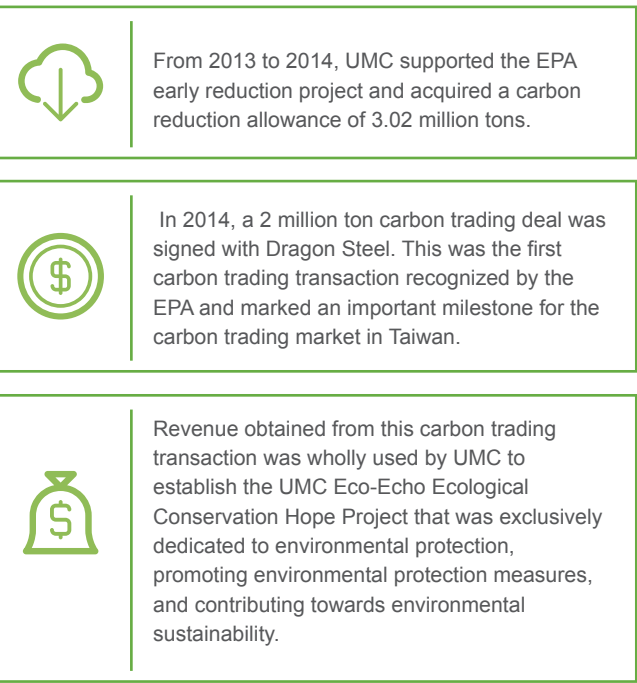 From 2013 to 2014, UMC supported the EPA
early reduction project and acquired a carbon
reduction allowance of 3.02 million tons.
In 2014, a 2 million ton carbon trading deal was
signed with Dragon Steel. This was the first
carbon trading transaction recognized by the
EPA and marked an important milestone for the
carbon trading market in Taiwan.
$
Revenue obtained from this carbon trading
transaction was wholly used by UMC to
establish the UMC Eco-Echo Ecological
Conservation Hope Project that was exclusively
dedicated to environmental protection,
promoting environmental protection measures,
and contributing towards environmental
sustainability.
$